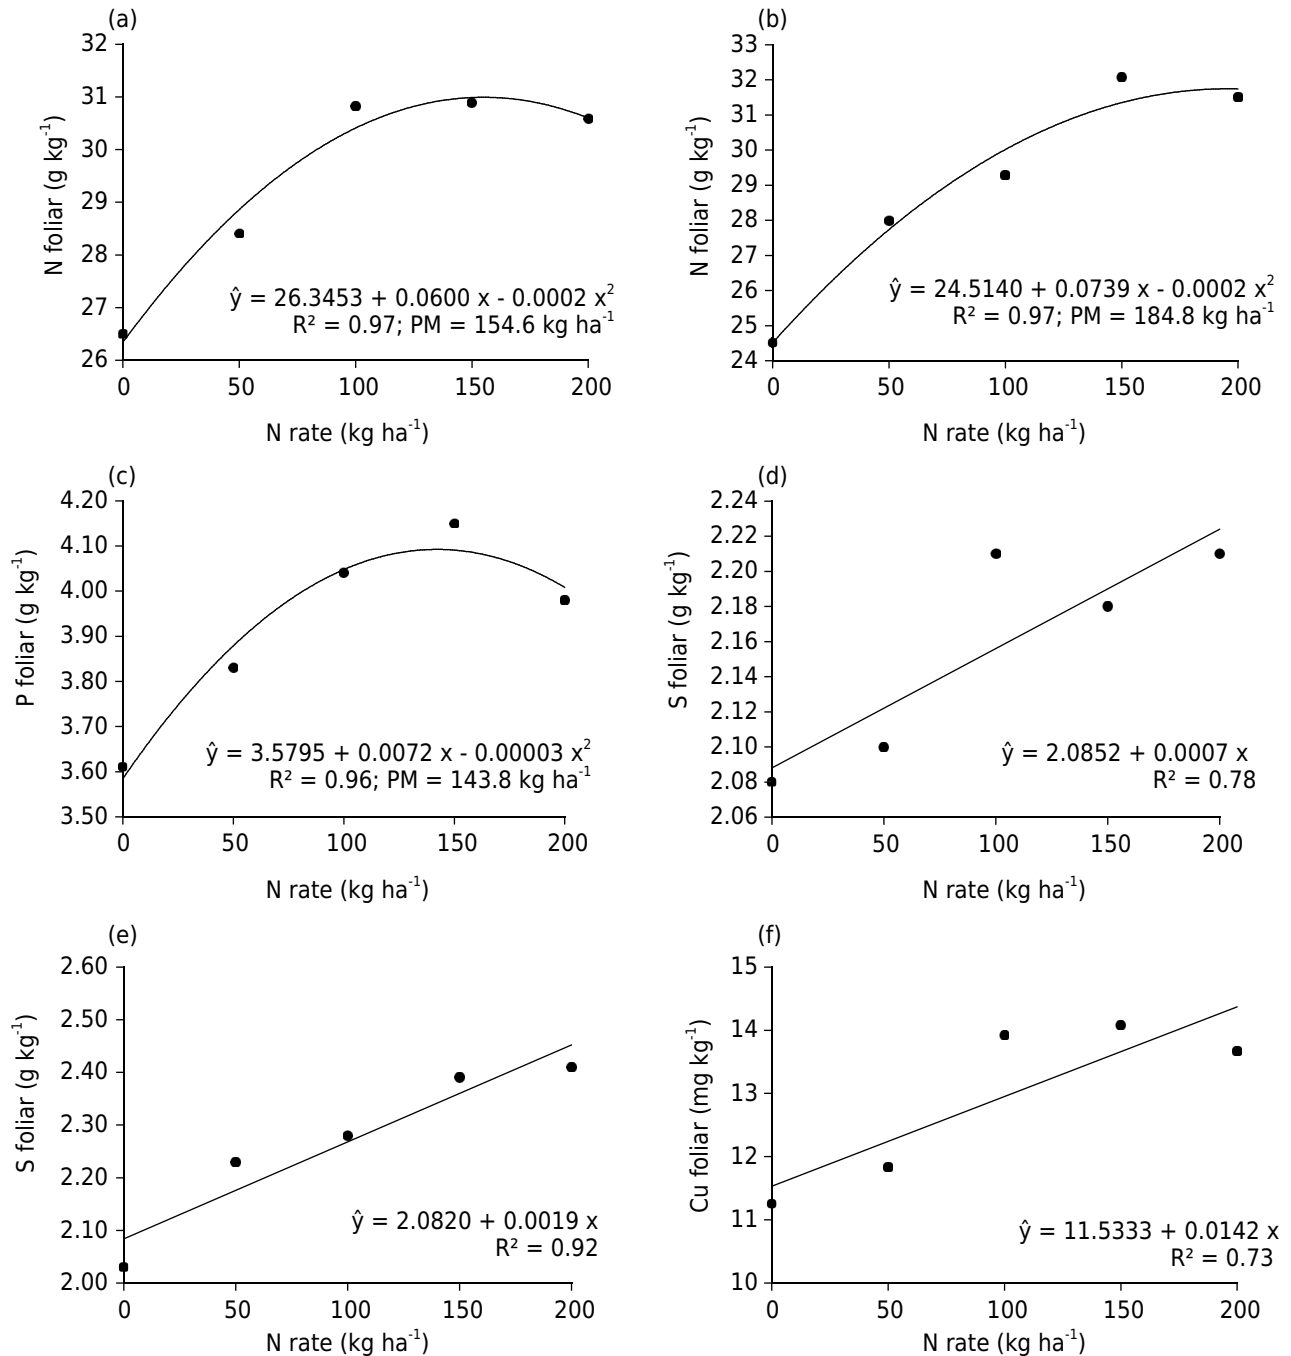 (a)
32
31
30
29
28
27
26
N foliar (g kg⁻¹)
ŷ = 26.3453 + 0.0600 x - 0.0002 x²
R² = 0.97; PM = 154.6 kg ha⁻¹
0 50 100 150 200
N rate (kg ha⁻¹)
(b)
33
32
31
30
29
28
27
26
25
24
N foliar (g kg⁻¹)
ŷ = 24.5140 + 0.0739 x - 0.0002 x²
R² = 0.97; PM = 184.8 kg ha⁻¹
0 50 100 150 200
N rate (kg ha⁻¹)
(c)
4.20
4.10
4.00
3.90
3.80
3.70
3.60
3.50
P foliar (g kg⁻¹)
ŷ = 3.5795 + 0.0072 x - 0.00003 x²
R² = 0.96; PM = 143.8 kg ha⁻¹
0 50 100 150 200
N rate (kg ha⁻¹)
(d)
2.24
2.22
2.20
2.18
2.16
2.14
2.12
2.10
2.08
2.06
S foliar (g kg⁻¹)
ŷ = 2.0852 + 0.0007 x
R² = 0.78
0 50 100 150 200
N rate (kg ha⁻¹)
(e)
2.60
2.50
2.40
2.30
2.20
2.10
2.00
S foliar (g kg⁻¹)
ŷ = 2.0820 + 0.0019 x
R² = 0.92
0 50 100 150 200
N rate (kg ha⁻¹)
(f)
15
14
13
12
11
10
Cu foliar (mg kg⁻¹)
ŷ = 11.5333 + 0.0142 x
R² = 0.73
0 50 100 150 200
N rate (kg ha⁻¹)